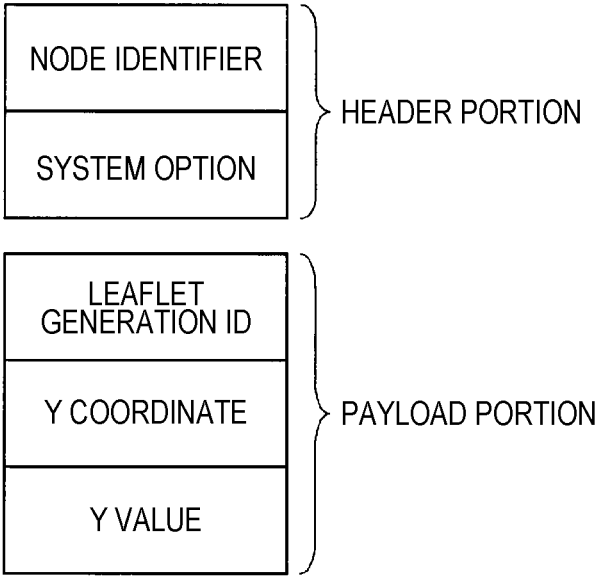 NODE IDENTIFIER
SYSTEM OPTION
HEADER PORTION
LEAFLET
GENERATION ID
Y COORDINATE
Y VALUE
PAYLOAD PORTION